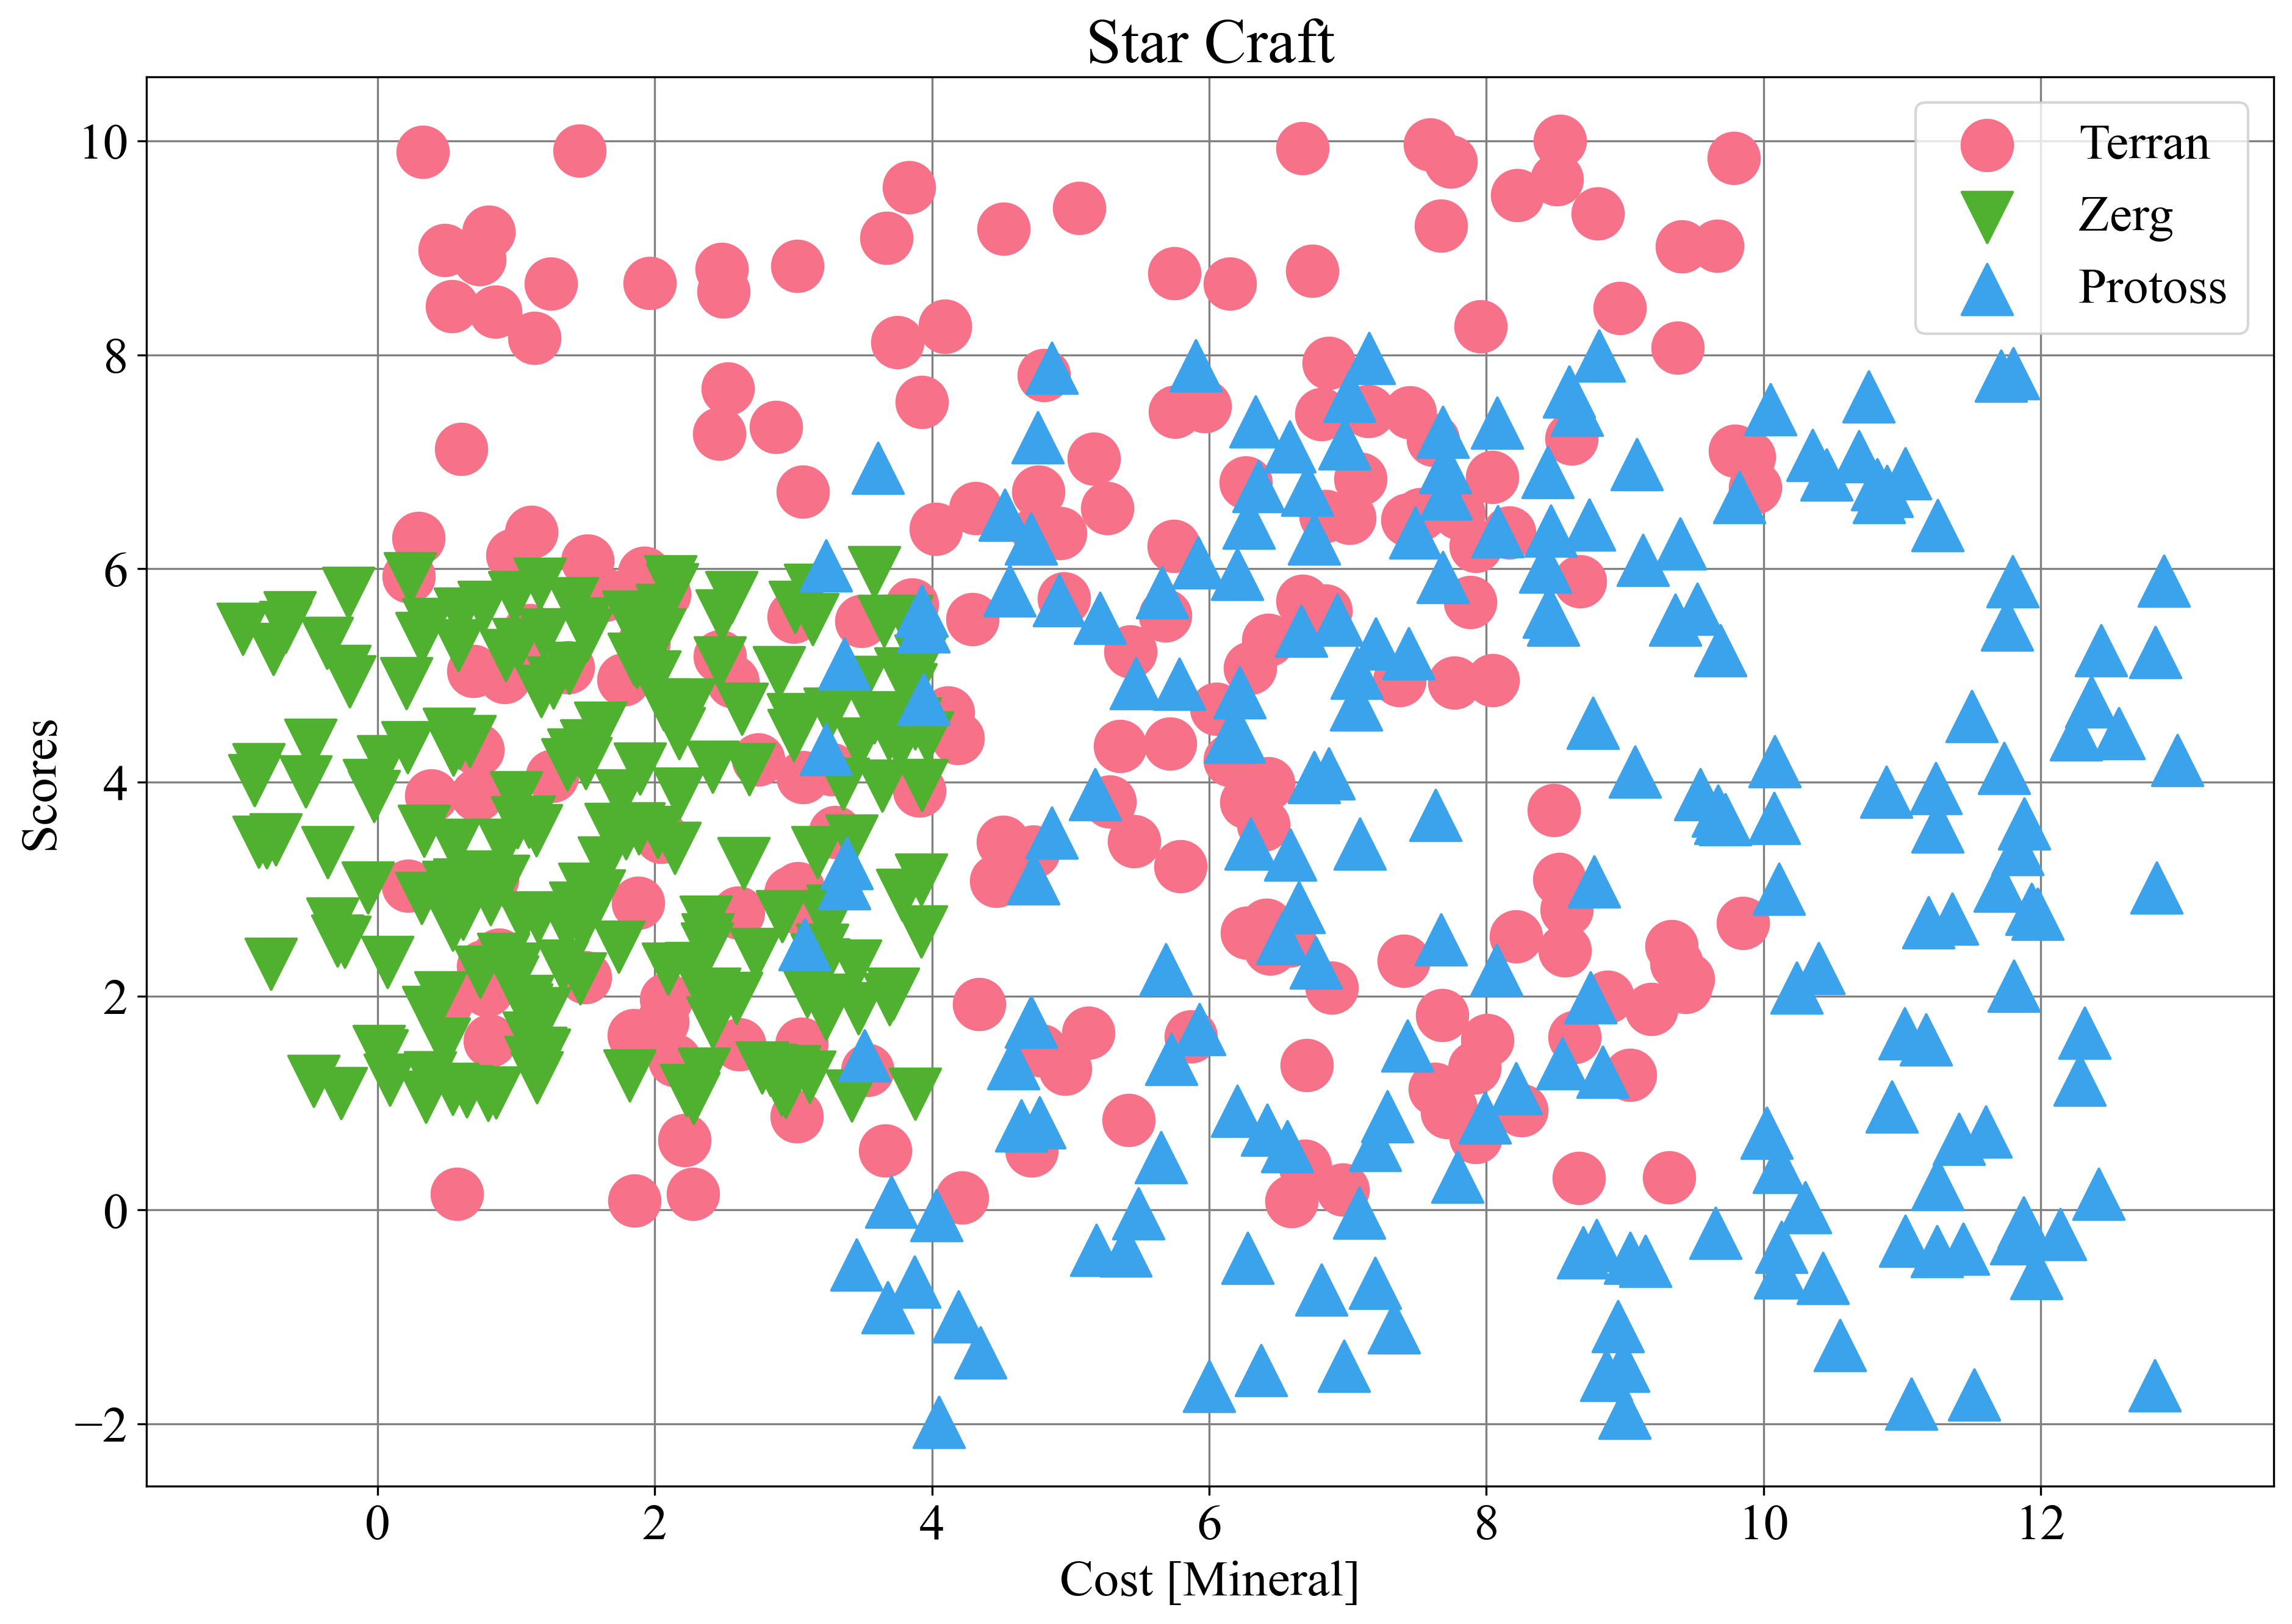 Star Craft
Terran
Zerg
Protoss
10
8
6
4
2
0
−2
Scores
0 2 4 6 8 10 12
Cost [Mineral]